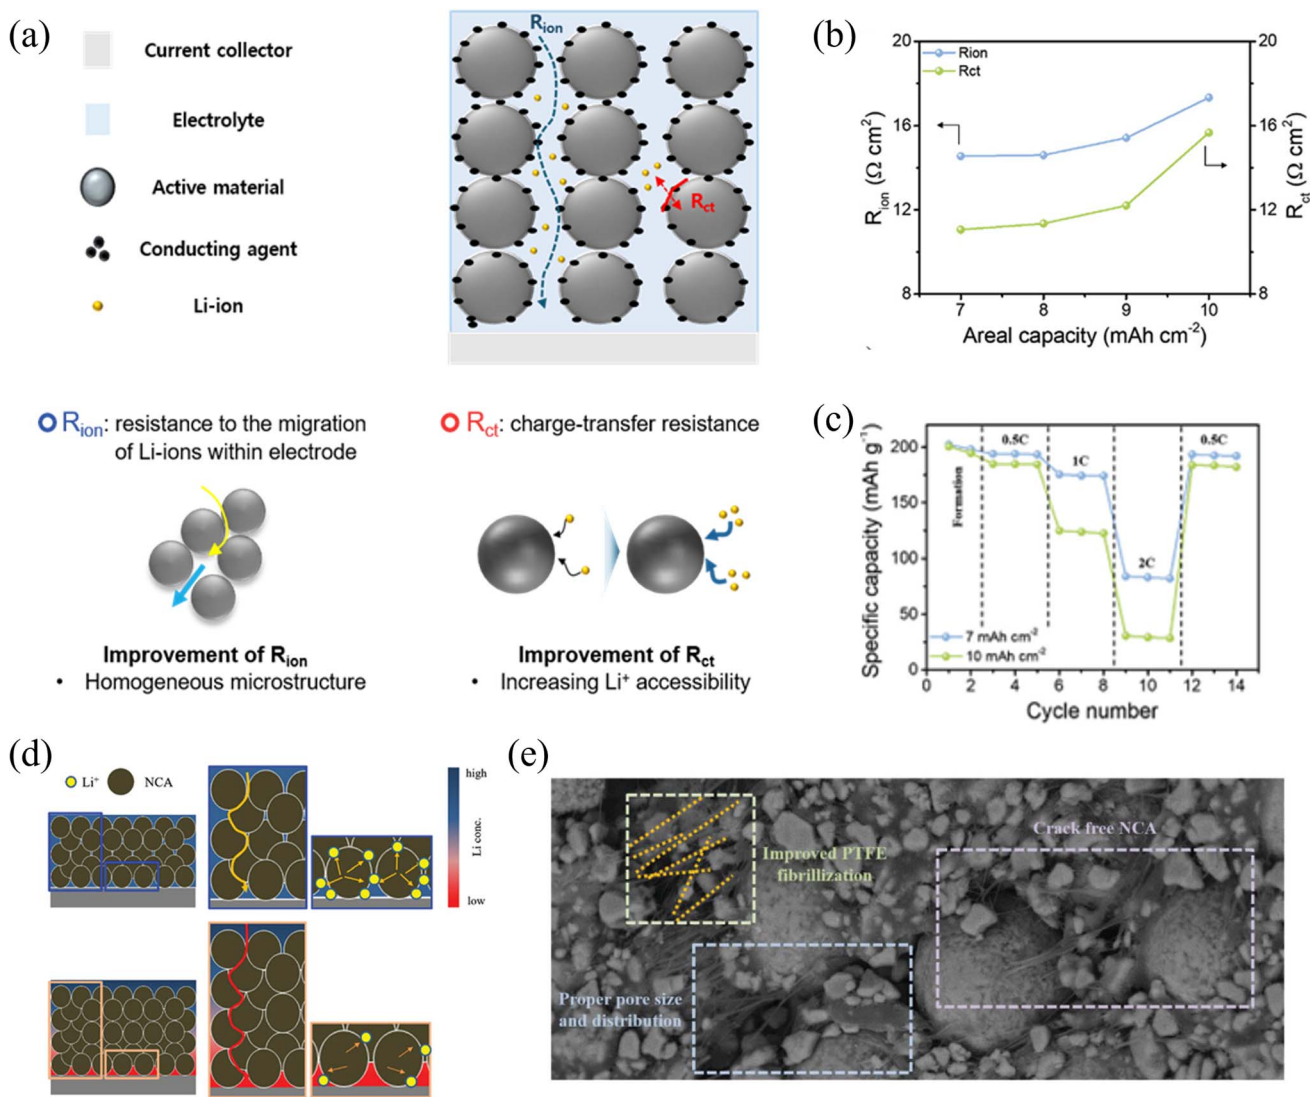 (a)
Current collector
Electrolyte
Active material
Conducting agent
Li-ion
Rion
Rct
Rion: resistance to the migration
of Li-ions within electrode
Improvement of Rion
• Homogeneous microstructure
Rct: charge-transfer resistance
Improvement of Rct
• Increasing Li⁺ accessibility
(b)
Rion
Rct
20
16
12
8
20
16
12
8
7 8 9 10
Rion (Ω cm²)
Rct (Ω cm²)
Areal capacity (mAh cm⁻²)
(c)
Specific capacity (mAh g⁻¹)
200
150
100
50
0
Formation
0.5C
1C
2C
0.5C
7 mAh cm⁻²
10 mAh cm⁻²
0 2 4 6 8 10 12 14
Cycle number
(d)
Li⁺ NCA
high
Li conc.
low
(e)
Improved PTFE
fibrillization
Crack free NCA
Proper pore size
and distribution